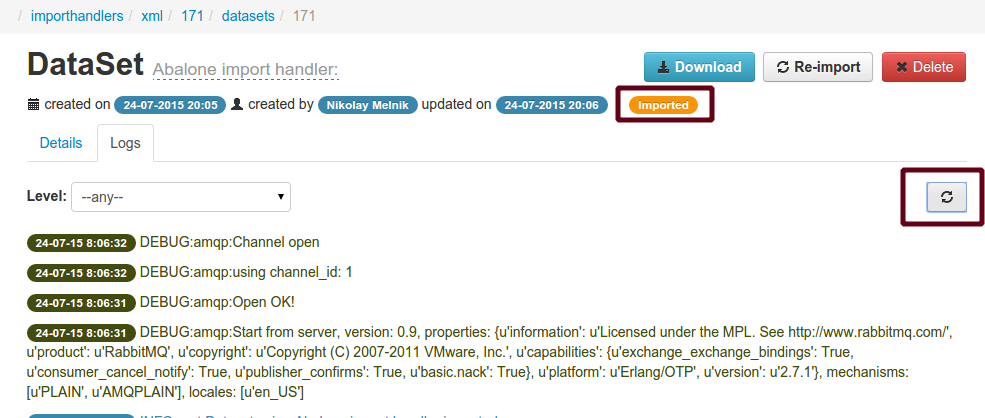 / importhandlers / xml / 171 / datasets / 171
DataSet Abalone import handler:
Download Re-import Delete
created on 24-07-2015 20:05 created by Nikolay Melnik updated on 24-07-2015 20:06 Imported
Details Logs
Level: --any--
24-07-15 8:06:32 DEBUG:amqp:Channel open
24-07-15 8:06:32 DEBUG:amqp:using channel_id: 1
24-07-15 8:06:31 DEBUG:amqp:Open OK!
24-07-15 8:06:31 DEBUG:amqp:Start from server, version: 0.9, properties: {u'information': u'Licensed under the MPL. See http://www.rabbitmq.com/',
u'product': u'RabbitMQ', u'copyright': u'Copyright (C) 2007-2011 VMware, Inc.', u'capabilities': {u'exchange_exchange_bindings': True,
u'consumer_cancel_notify': True, u'publisher_confirms': True, u'basic.nack': True}, u'platform': u'Erlang/OTP', u'version': u'2.7.1'}, mechanisms:
[u'PLAIN', u'AMQPLAIN'], locales: [u'en_US']